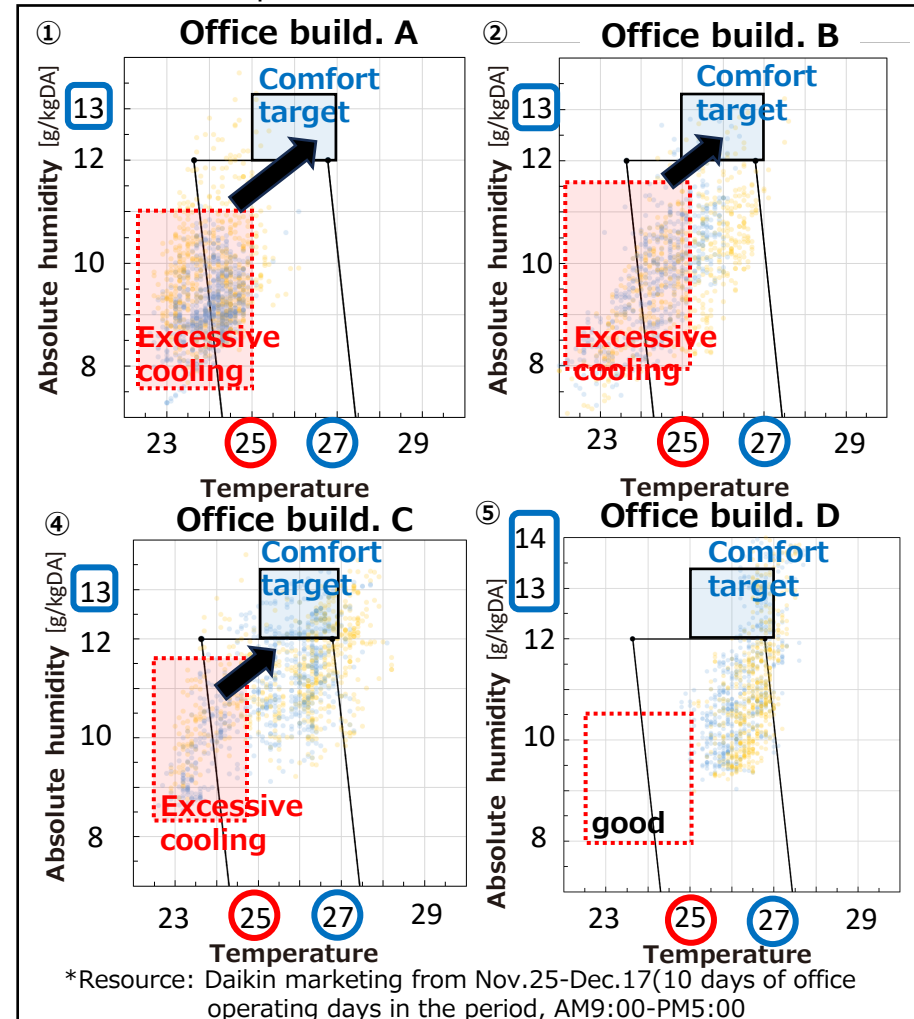 ① Office build. A
Comfort
target
Absolute humidity [g/kgDA]
13
12
10
8
Excessive
cooling
23 25 27 29
Temperature
② Office build. B
Comfort
target
Absolute humidity [g/kgDA]
13
12
10
8
Excessive
cooling
23 25 27 29
Temperature
④ Office build. C
Comfort
target
Absolute humidity [g/kgDA]
13
12
10
8
Excessive
cooling
23 25 27 29
Temperature
⑤ Office build. D
Comfort
target
Absolute humidity [g/kgDA]
14
13
12
10
8
good
23 25 27 29
Temperature
*Resource: Daikin marketing from Nov.25-Dec.17(10 days of office
operating days in the period, AM9:00-PM5:00